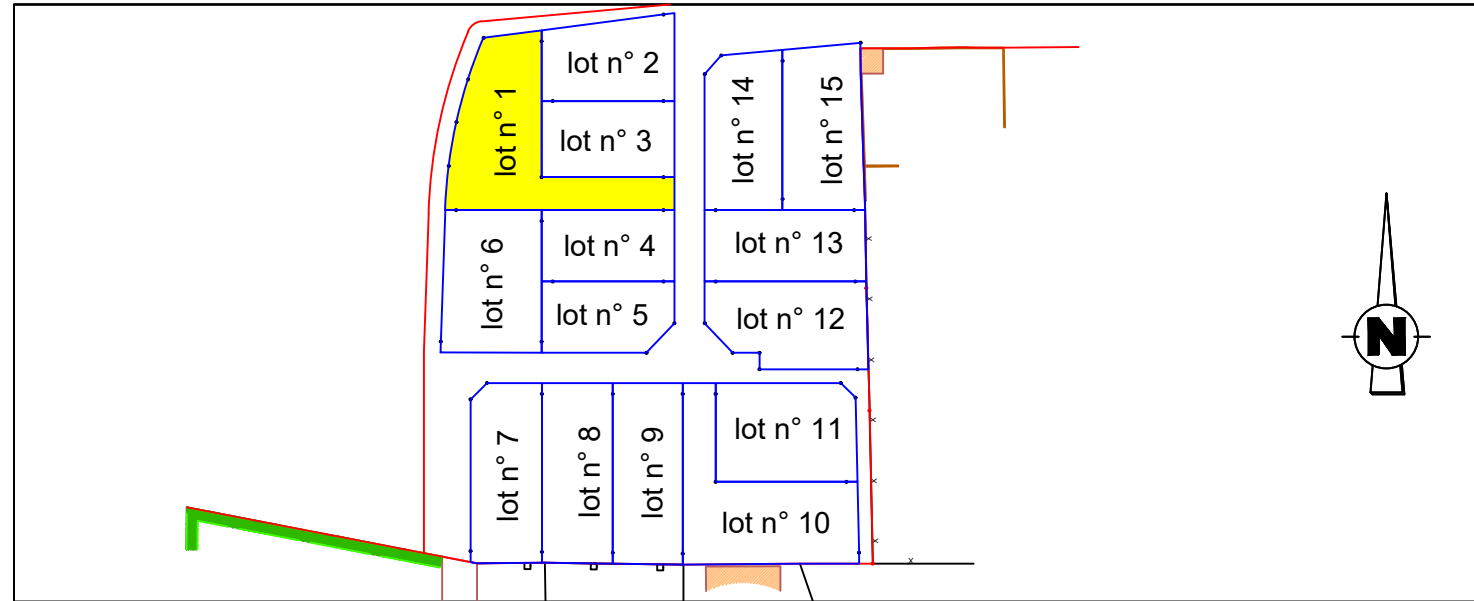 lot n° 1
lot n° 2
lot n° 3
lot n° 14
lot n° 15
lot n° 6
lot n° 4
lot n° 5
lot n° 13
lot n° 12
N
lot n° 7
lot n° 8
lot n° 9
lot n° 11
lot n° 10